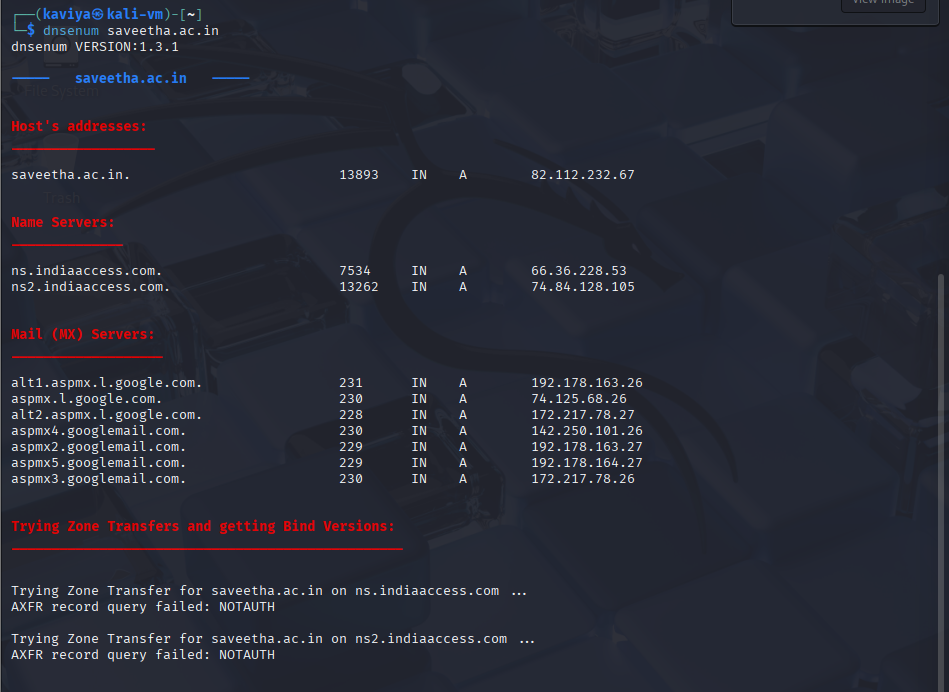 View Image
┌──(kaviya㉿kali-vm)-[~]
└─$ dnsenum saveetha.ac.in
dnsenum VERSION:1.3.1
----- saveetha.ac.in -----
File System
Host's addresses:
saveetha.ac.in. 13893 IN A 82.112.232.67
Trash
Name Servers:
ns.indiaaccess.com. 7534 IN A 66.36.228.53
ns2.indiaaccess.com. 13262 IN A 74.84.128.105
Mail (MX) Servers:
alt1.aspmx.l.google.com. 231 IN A 192.178.163.26
aspmx.l.google.com. 230 IN A 74.125.68.26
alt2.aspmx.l.google.com. 228 IN A 172.217.78.27
aspmx4.googlemail.com. 230 IN A 142.250.101.26
aspmx2.googlemail.com. 229 IN A 192.178.163.27
aspmx5.googlemail.com. 229 IN A 192.178.164.27
aspmx3.googlemail.com. 230 IN A 172.217.78.26
Trying Zone Transfers and getting Bind Versions:
Trying Zone Transfer for saveetha.ac.in on ns.indiaaccess.com ...
AXFR record query failed: NOTAUTH
Trying Zone Transfer for saveetha.ac.in on ns2.indiaaccess.com ...
AXFR record query failed: NOTAUTH